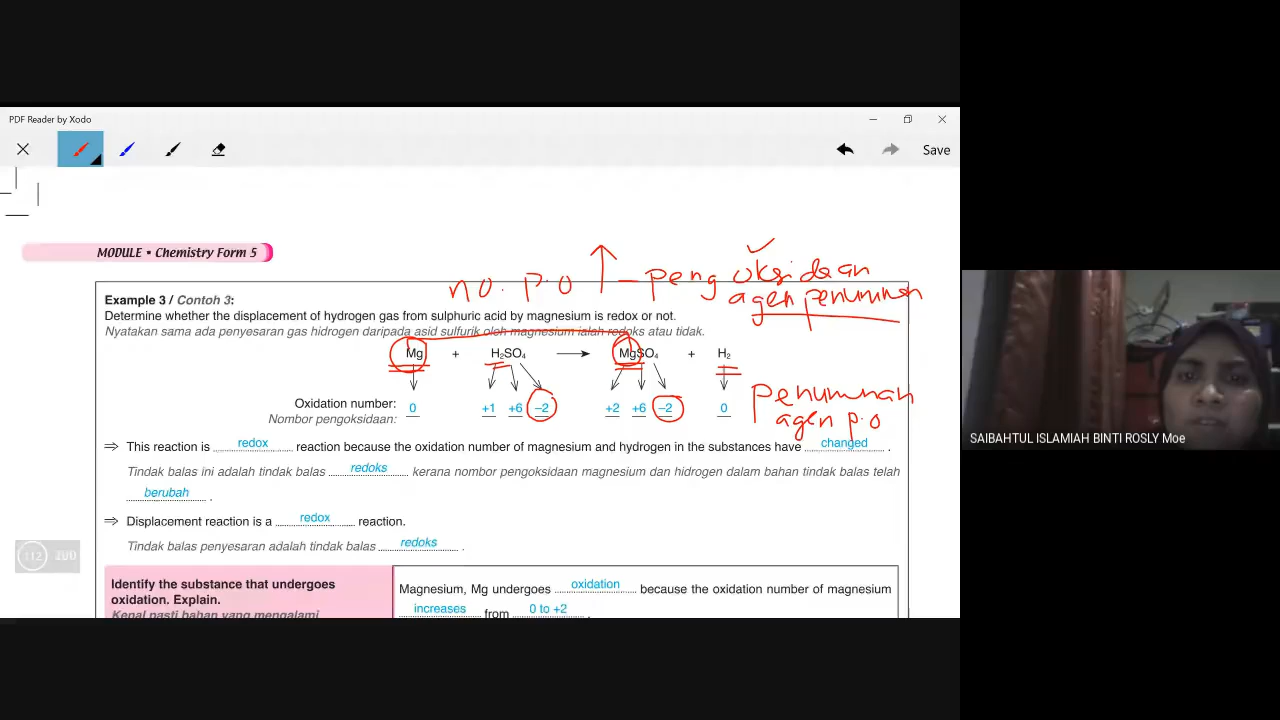 PDF Reader by Xodo
Save
MODULE • Chemistry Form 5
no. p.o ↑ – pengoksidaan
agen penurunan
Example 3 / Contoh 3:
Determine whether the displacement of hydrogen gas from sulphuric acid by magnesium is redox or not.
Nyatakan sama ada penyesaran gas hidrogen daripada asid sulfurik oleh magnesium ialah redoks atau tidak.
Mg + H₂SO₄ → MgSO₄ + H₂
Oxidation number: 0 +1 +6 –2 +2 +6 –2 0
Nombor pengoksidaan:
Penurunan
agen p.o
SAIBAHTUL ISLAMIAH BINTI ROSLY Moe
⇒ This reaction is redox reaction because the oxidation number of magnesium and hydrogen in the substances have changed .
Tindak balas ini adalah tindak balas redoks kerana nombor pengoksidaan magnesium dan hidrogen dalam bahan tindak balas telah
berubah .
⇒ Displacement reaction is a redox reaction.
Tindak balas penyesaran adalah tindak balas redoks .
112
Identify the substance that undergoes
oxidation. Explain.
Kenal pasti bahan yang mengalami
Magnesium, Mg undergoes oxidation because the oxidation number of magnesium
increases from 0 to +2 .